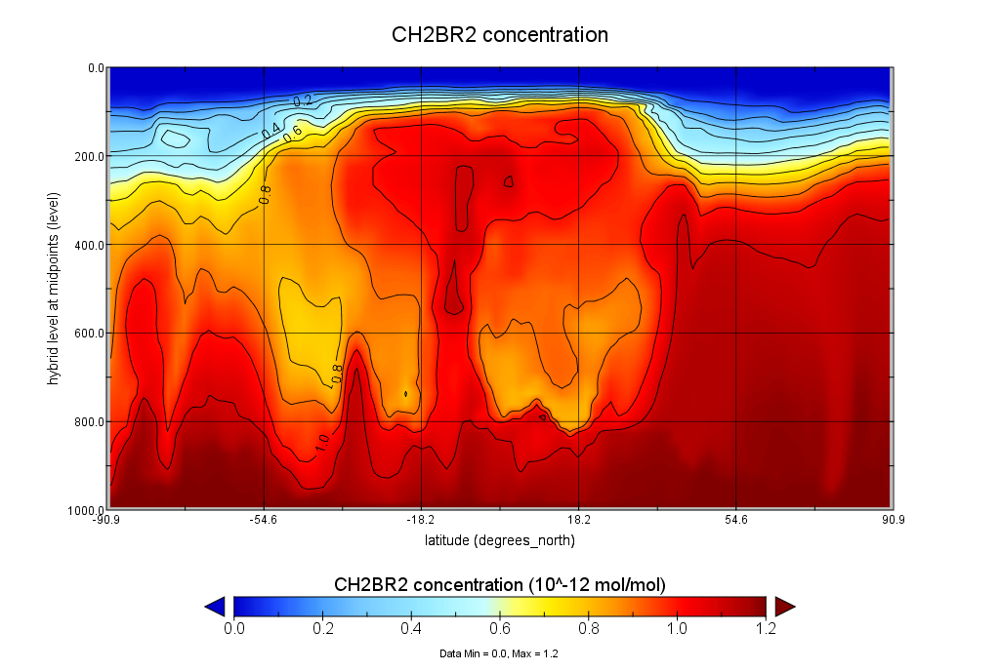 CH2BR2 concentration
0.0
200.0
400.0
600.0
800.0
1000.0
hybrid level at midpoints (level)
0.2
0.4
0.6
0.8
0.8
1.0
-90.9 -54.6 -18.2 18.2 54.6 90.9
latitude (degrees_north)
CH2BR2 concentration (10^-12 mol/mol)
0.0 0.2 0.4 0.6 0.8 1.0 1.2
Data Min = 0.0, Max = 1.2